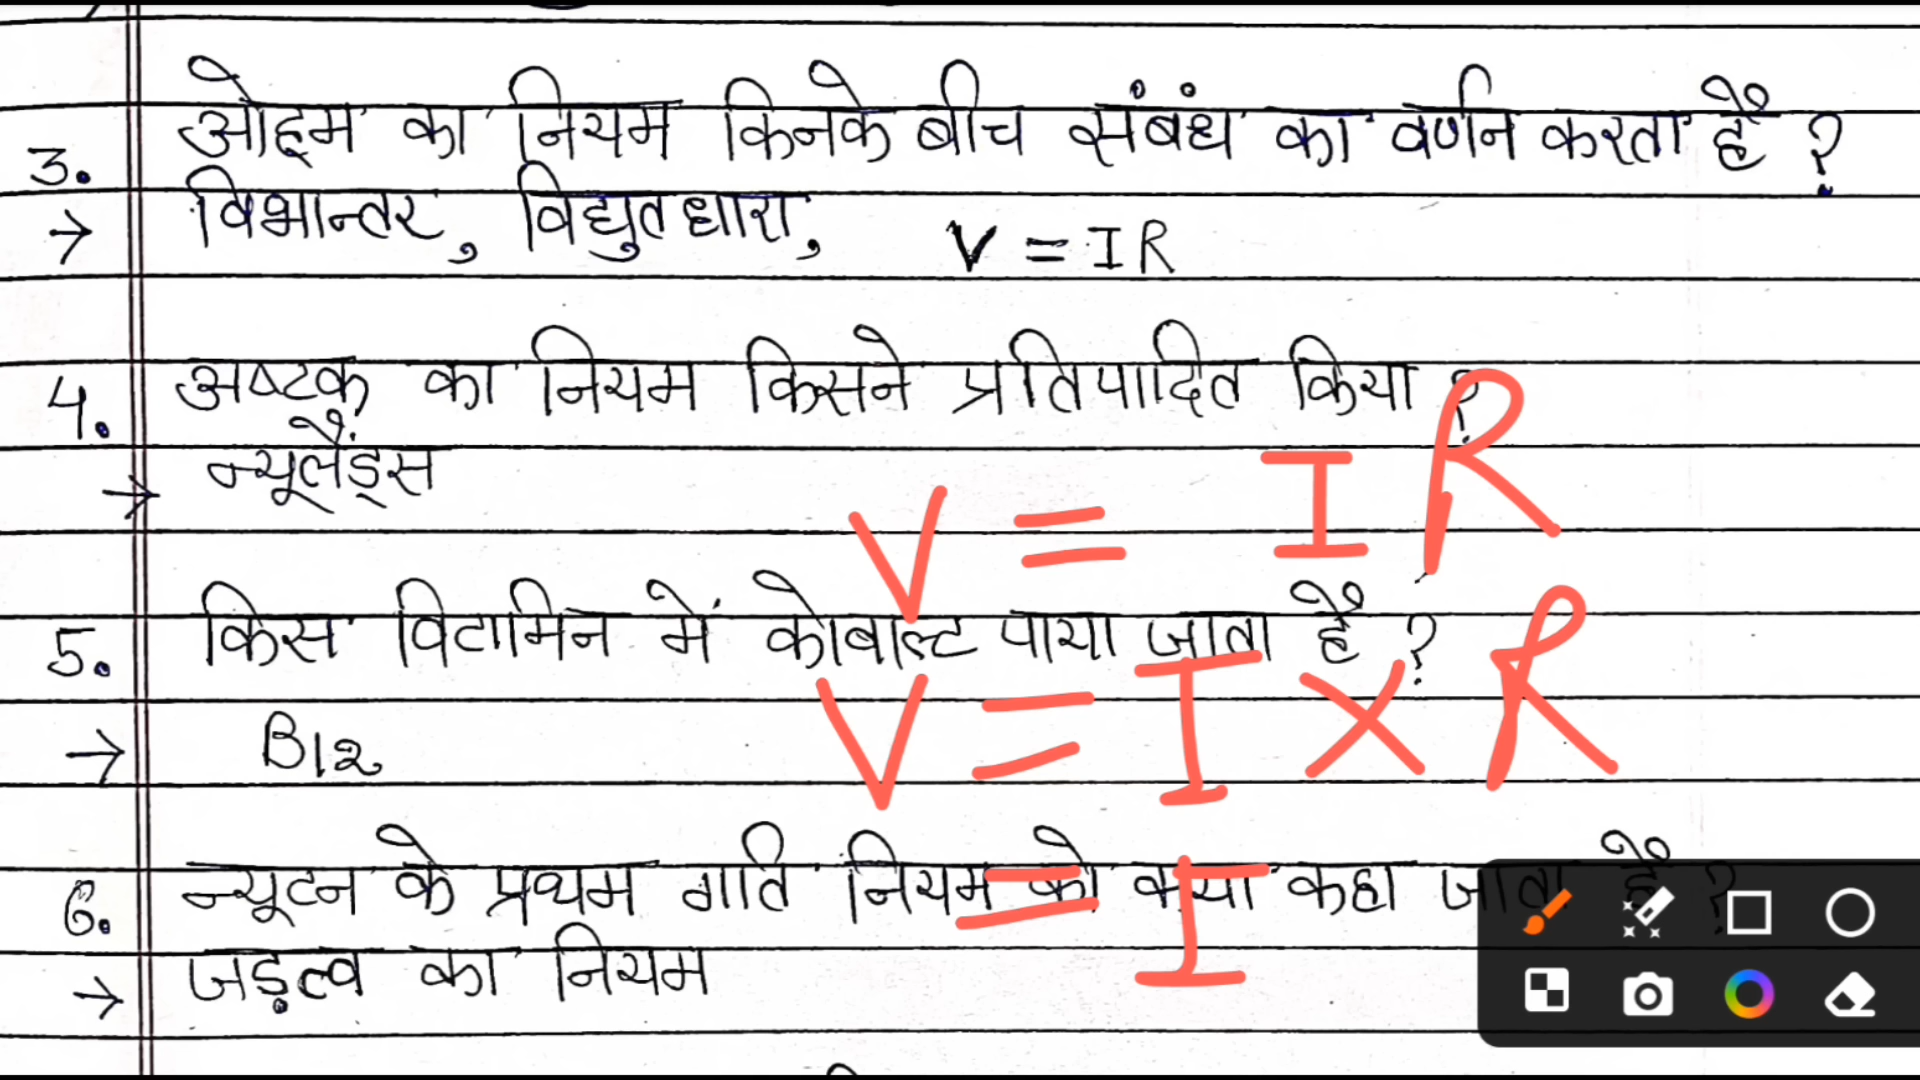 3. ओह्म का नियम किनके बीच संबंध का वर्णन करता है ?
→ विभान्तर, विद्युत धारा, V = IR
4. अष्टक का नियम किसने प्रतिपादित किया ?
→ न्यूलैंड्स
V = IR
5. किस विटामिन में कोबाल्ट पाया जाता है ?
V = I × R
→ B12
6. न्यूटन के प्रथम गति नियम को क्या कहा जाता है ?
= I
→ जड़त्व का नियम